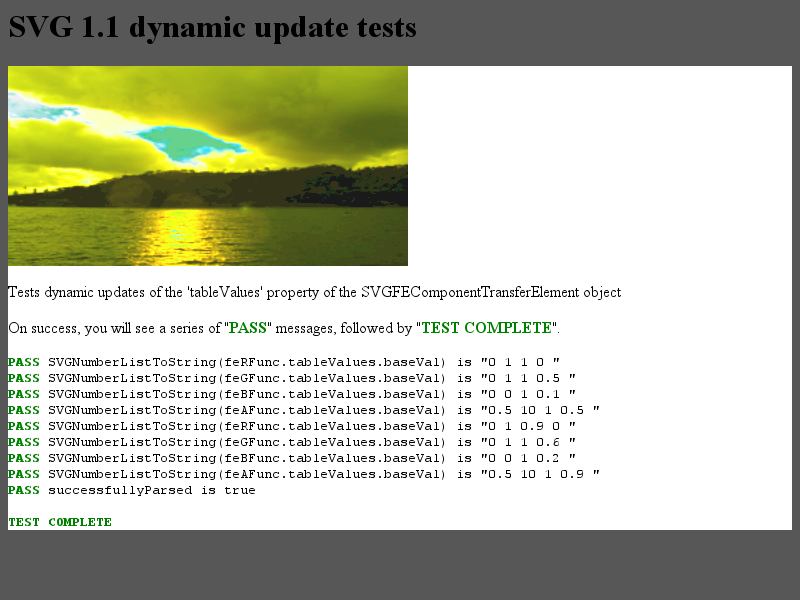 SVG 1.1 dynamic update tests
Tests dynamic updates of the 'tableValues' property of the SVGFEComponentTransferElement object
On success, you will see a series of "PASS" messages, followed by "TEST COMPLETE".
PASS SVGNumberListToString(feRFunc.tableValues.baseVal) is "0 1 1 0 "
PASS SVGNumberListToString(feGFunc.tableValues.baseVal) is "0 1 1 0.5 "
PASS SVGNumberListToString(feBFunc.tableValues.baseVal) is "0 0 1 0.1 "
PASS SVGNumberListToString(feAFunc.tableValues.baseVal) is "0.5 10 1 0.5 "
PASS SVGNumberListToString(feRFunc.tableValues.baseVal) is "0 1 0.9 0 "
PASS SVGNumberListToString(feGFunc.tableValues.baseVal) is "0 1 1 0.6 "
PASS SVGNumberListToString(feBFunc.tableValues.baseVal) is "0 0 1 0.2 "
PASS SVGNumberListToString(feAFunc.tableValues.baseVal) is "0.5 10 1 0.9 "
PASS successfullyParsed is true
TEST COMPLETE